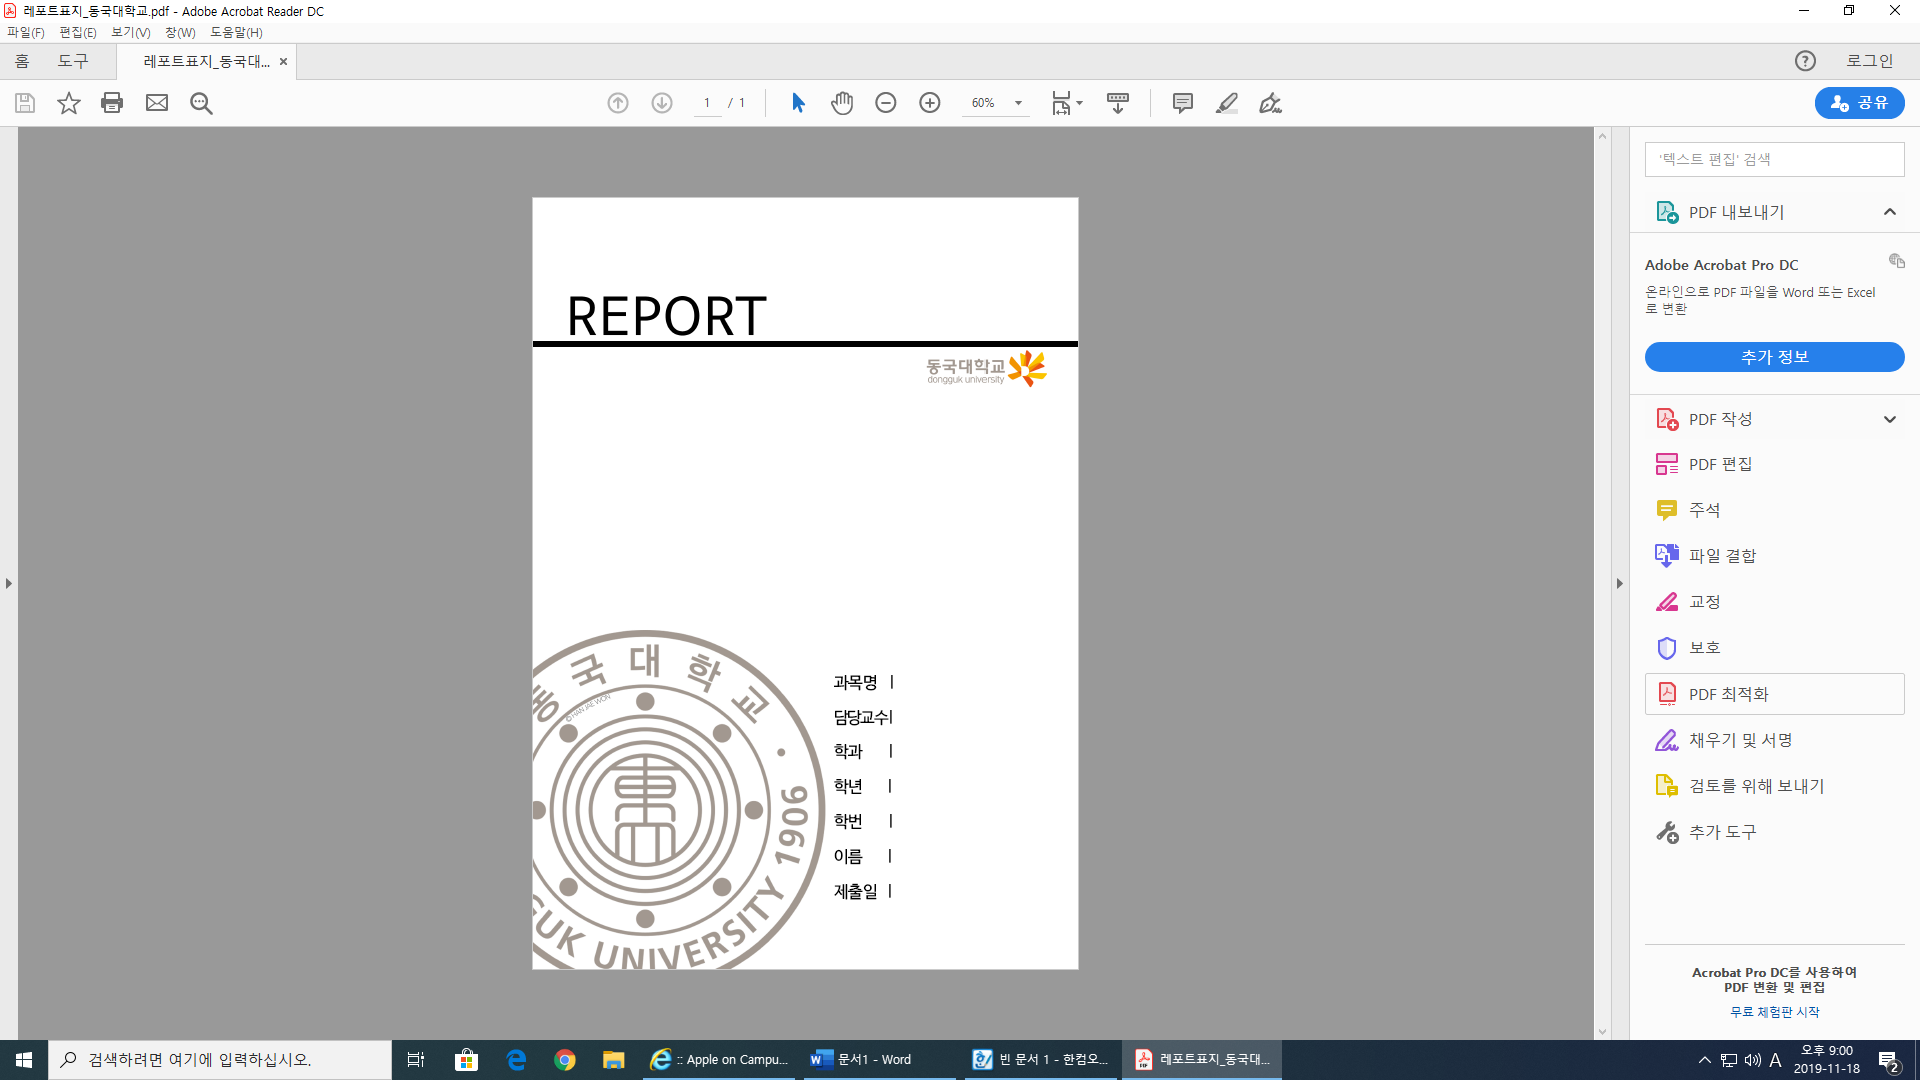 레포트표지_동국대학교.pdf - Adobe Acrobat Reader DC
파일(F) 편집(E) 보기(V) 창(W) 도움말(H)
홈 도구 레포트표지_동국대... × 로그인
1 / 1 60% 공유
'텍스트 편집' 검색
PDF 내보내기
Adobe Acrobat Pro DC
온라인으로 PDF 파일을 Word 또는 Excel
로 변환
추가 정보
PDF 작성
PDF 편집
주석
파일 결합
교정
보호
PDF 최적화
채우기 및 서명
검토를 위해 보내기
추가 도구
Acrobat Pro DC를 사용하여
PDF 변환 및 편집
무료 체험판 시작
REPORT
동국대학교
dongguk university
동국대학교 · GUK UNIVERSITY 1906
© HAN JAE WON
東
과목명 |
담당교수|
학과 |
학년 |
학번 |
이름 |
제출일 |
검색하려면 여기에 입력하십시오.
:: Apple on Campu...
문서1 - Word
빈 문서 1 - 한컴오...
레포트표지_동국대...
A
오후 9:00
2019-11-18
2